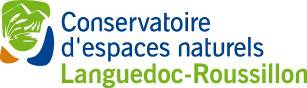 Conservatoire
d'espaces naturels
Languedoc-Roussillon